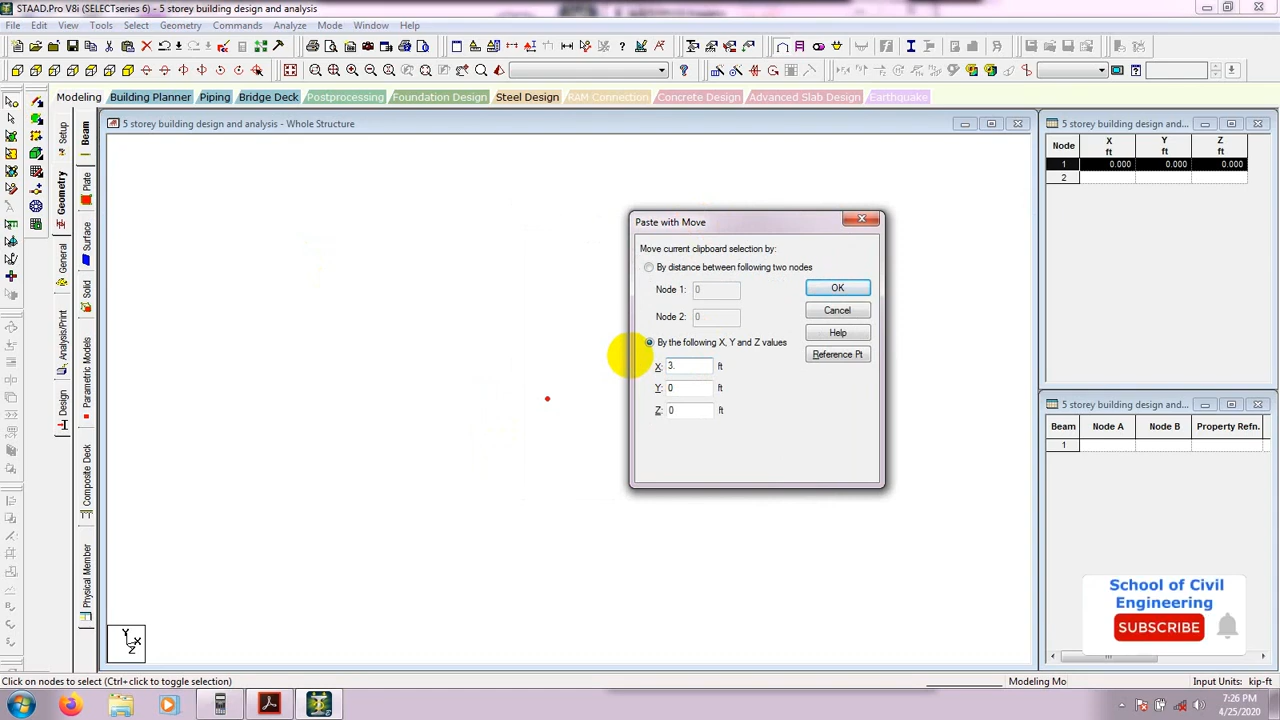 STAAD.Pro V8i (SELECTseries 6) - 5 storey building design and analysis
File Edit View Tools Select Geometry Commands Analyze Mode Window Help
Modeling Building Planner Piping Bridge Deck Postprocessing Foundation Design Steel Design RAM Connection Concrete Design Advanced Slab Design Earthquake
Setup
Geometry
General
Analysis/Print
Design
Beam
Plate
Surface
Solid
Parametric Models
Composite Deck
Physical Member
5 storey building design and analysis - Whole Structure
Paste with Move
Move current clipboard selection by:
By distance between following two nodes
Node 1: 0
Node 2: 0
By the following X, Y and Z values
X: 3. ft
Y: 0 ft
Z: 0 ft
OK
Cancel
Help
Reference Pt
Y
X
Z
5 storey building design and...
Node X ft Y ft Z ft
1 0.000 0.000 0.000
2
5 storey building design and...
Beam Node A Node B Property Refn.
1
School of Civil
Engineering
SUBSCRIBE
Click on nodes to select (Ctrl+click to toggle selection)
Modeling Mo
Input Units: kip-ft
7:26 PM
4/25/2020